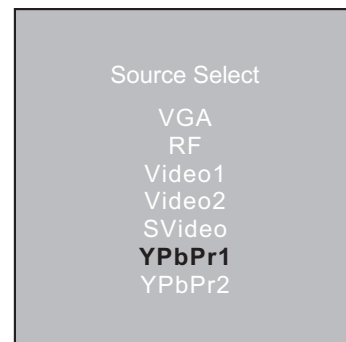 Source Select
VGA
RF
Video1
Video2
SVideo
YPbPr1
YPbPr2